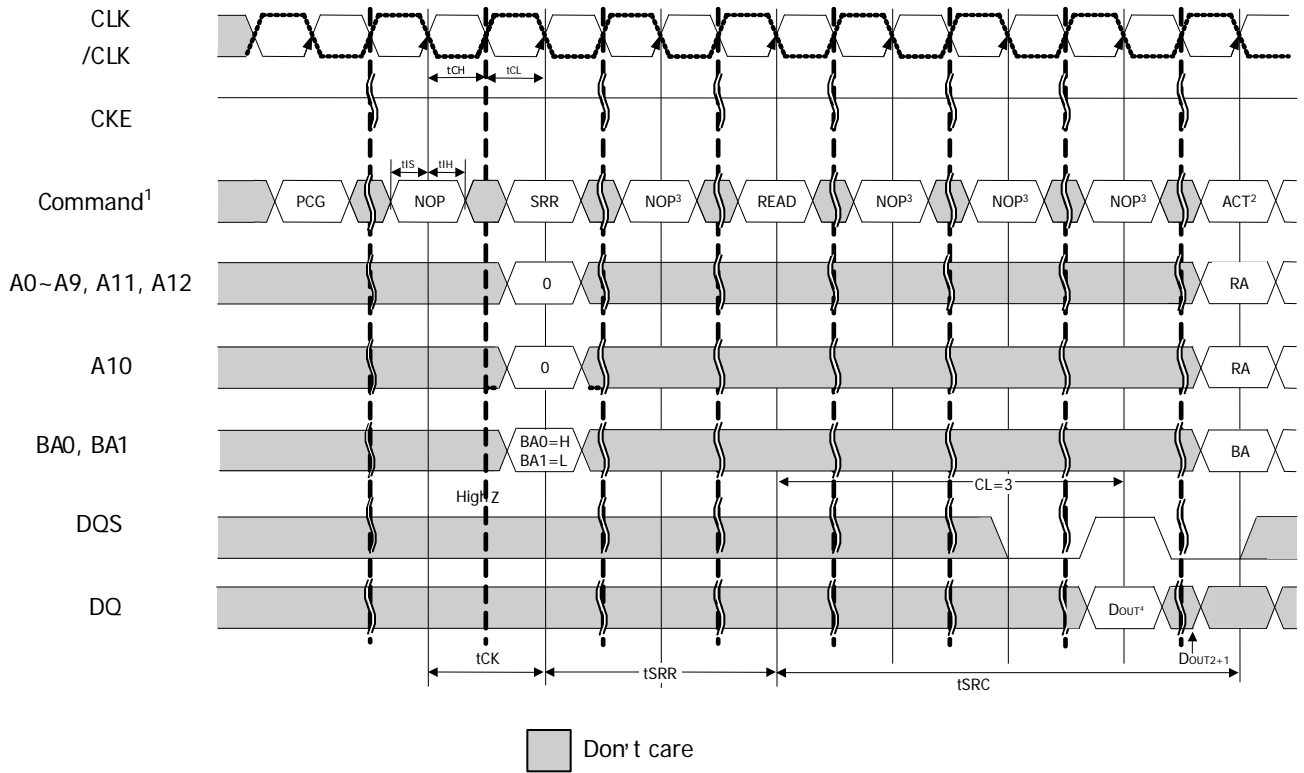 CLK
/CLK
tCH tCL
CKE
tIS tIH
Command¹ PCG NOP SRR NOP³ READ NOP³ NOP³ NOP³ ACT²
A0~A9, A11, A12 0 RA
A10 0 RA
BA0, BA1 BA0=H BA1=L BA
CL=3
High Z
DQS
DQ DOUT⁴
DOUT2+1
tCK tSRR tSRC
Don't care